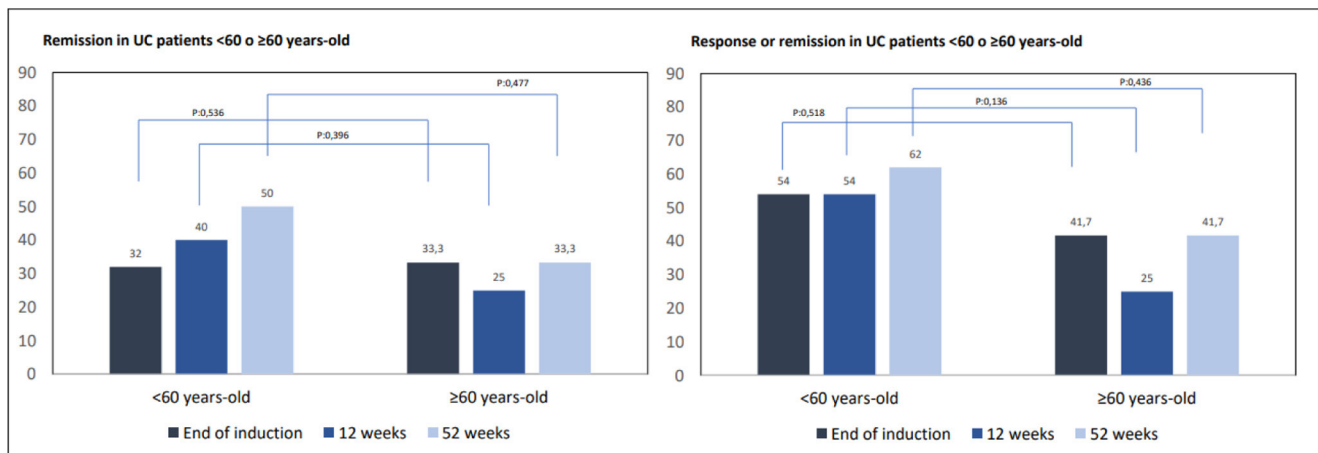 Remission in UC patients <60 o ≥60 years-old
90
80
70
60
50
40
30
20
10
0
P:0,477
P:0,536
P:0,396
32
40
50
33,3
25
33,3
<60 years-old
≥60 years-old
End of induction
12 weeks
52 weeks
Response or remission in UC patients <60 o ≥60 years-old
90
80
70
60
50
40
30
20
10
0
P:0,436
P:0,136
P:0,518
54
54
62
41,7
25
41,7
<60 years-old
≥60 years-old
End of induction
12 weeks
52 weeks